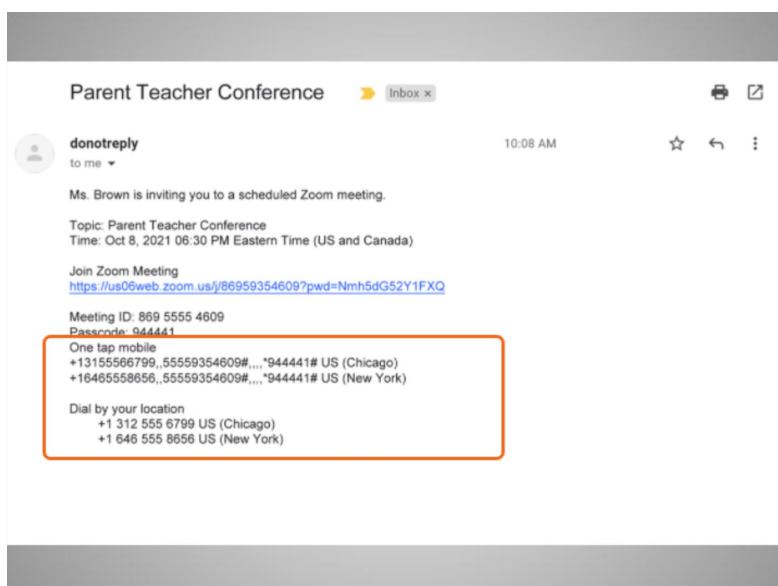 Parent Teacher Conference Inbox ×
donotreply 10:08 AM
to me
Ms. Brown is inviting you to a scheduled Zoom meeting.
Topic: Parent Teacher Conference
Time: Oct 8, 2021 06:30 PM Eastern Time (US and Canada)
Join Zoom Meeting
https://us06web.zoom.us/j/86959354609?pwd=Nmh5dG52Y1FXQ
Meeting ID: 869 5555 4609
Passcode: 944441
One tap mobile
+13155566799,,55559354609#,,,,*944441# US (Chicago)
+16465558656,,55559354609#,,,,*944441# US (New York)
Dial by your location
+1 312 555 6799 US (Chicago)
+1 646 555 8656 US (New York)